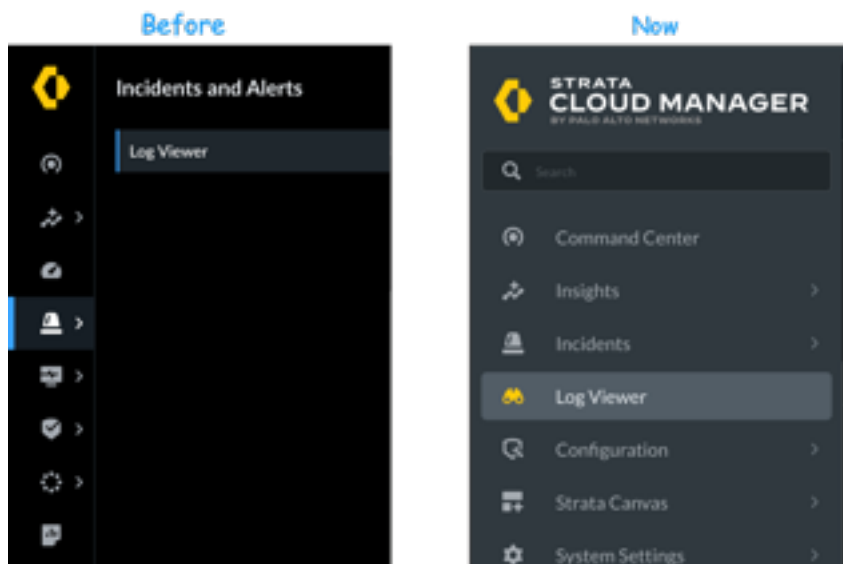 Before
Incidents and Alerts
Log Viewer
Now
STRATA
CLOUD MANAGER
BY PALO ALTO NETWORKS
Search
Command Center
Insights
Incidents
Log Viewer
Configuration
Strata Canvas
System Settings